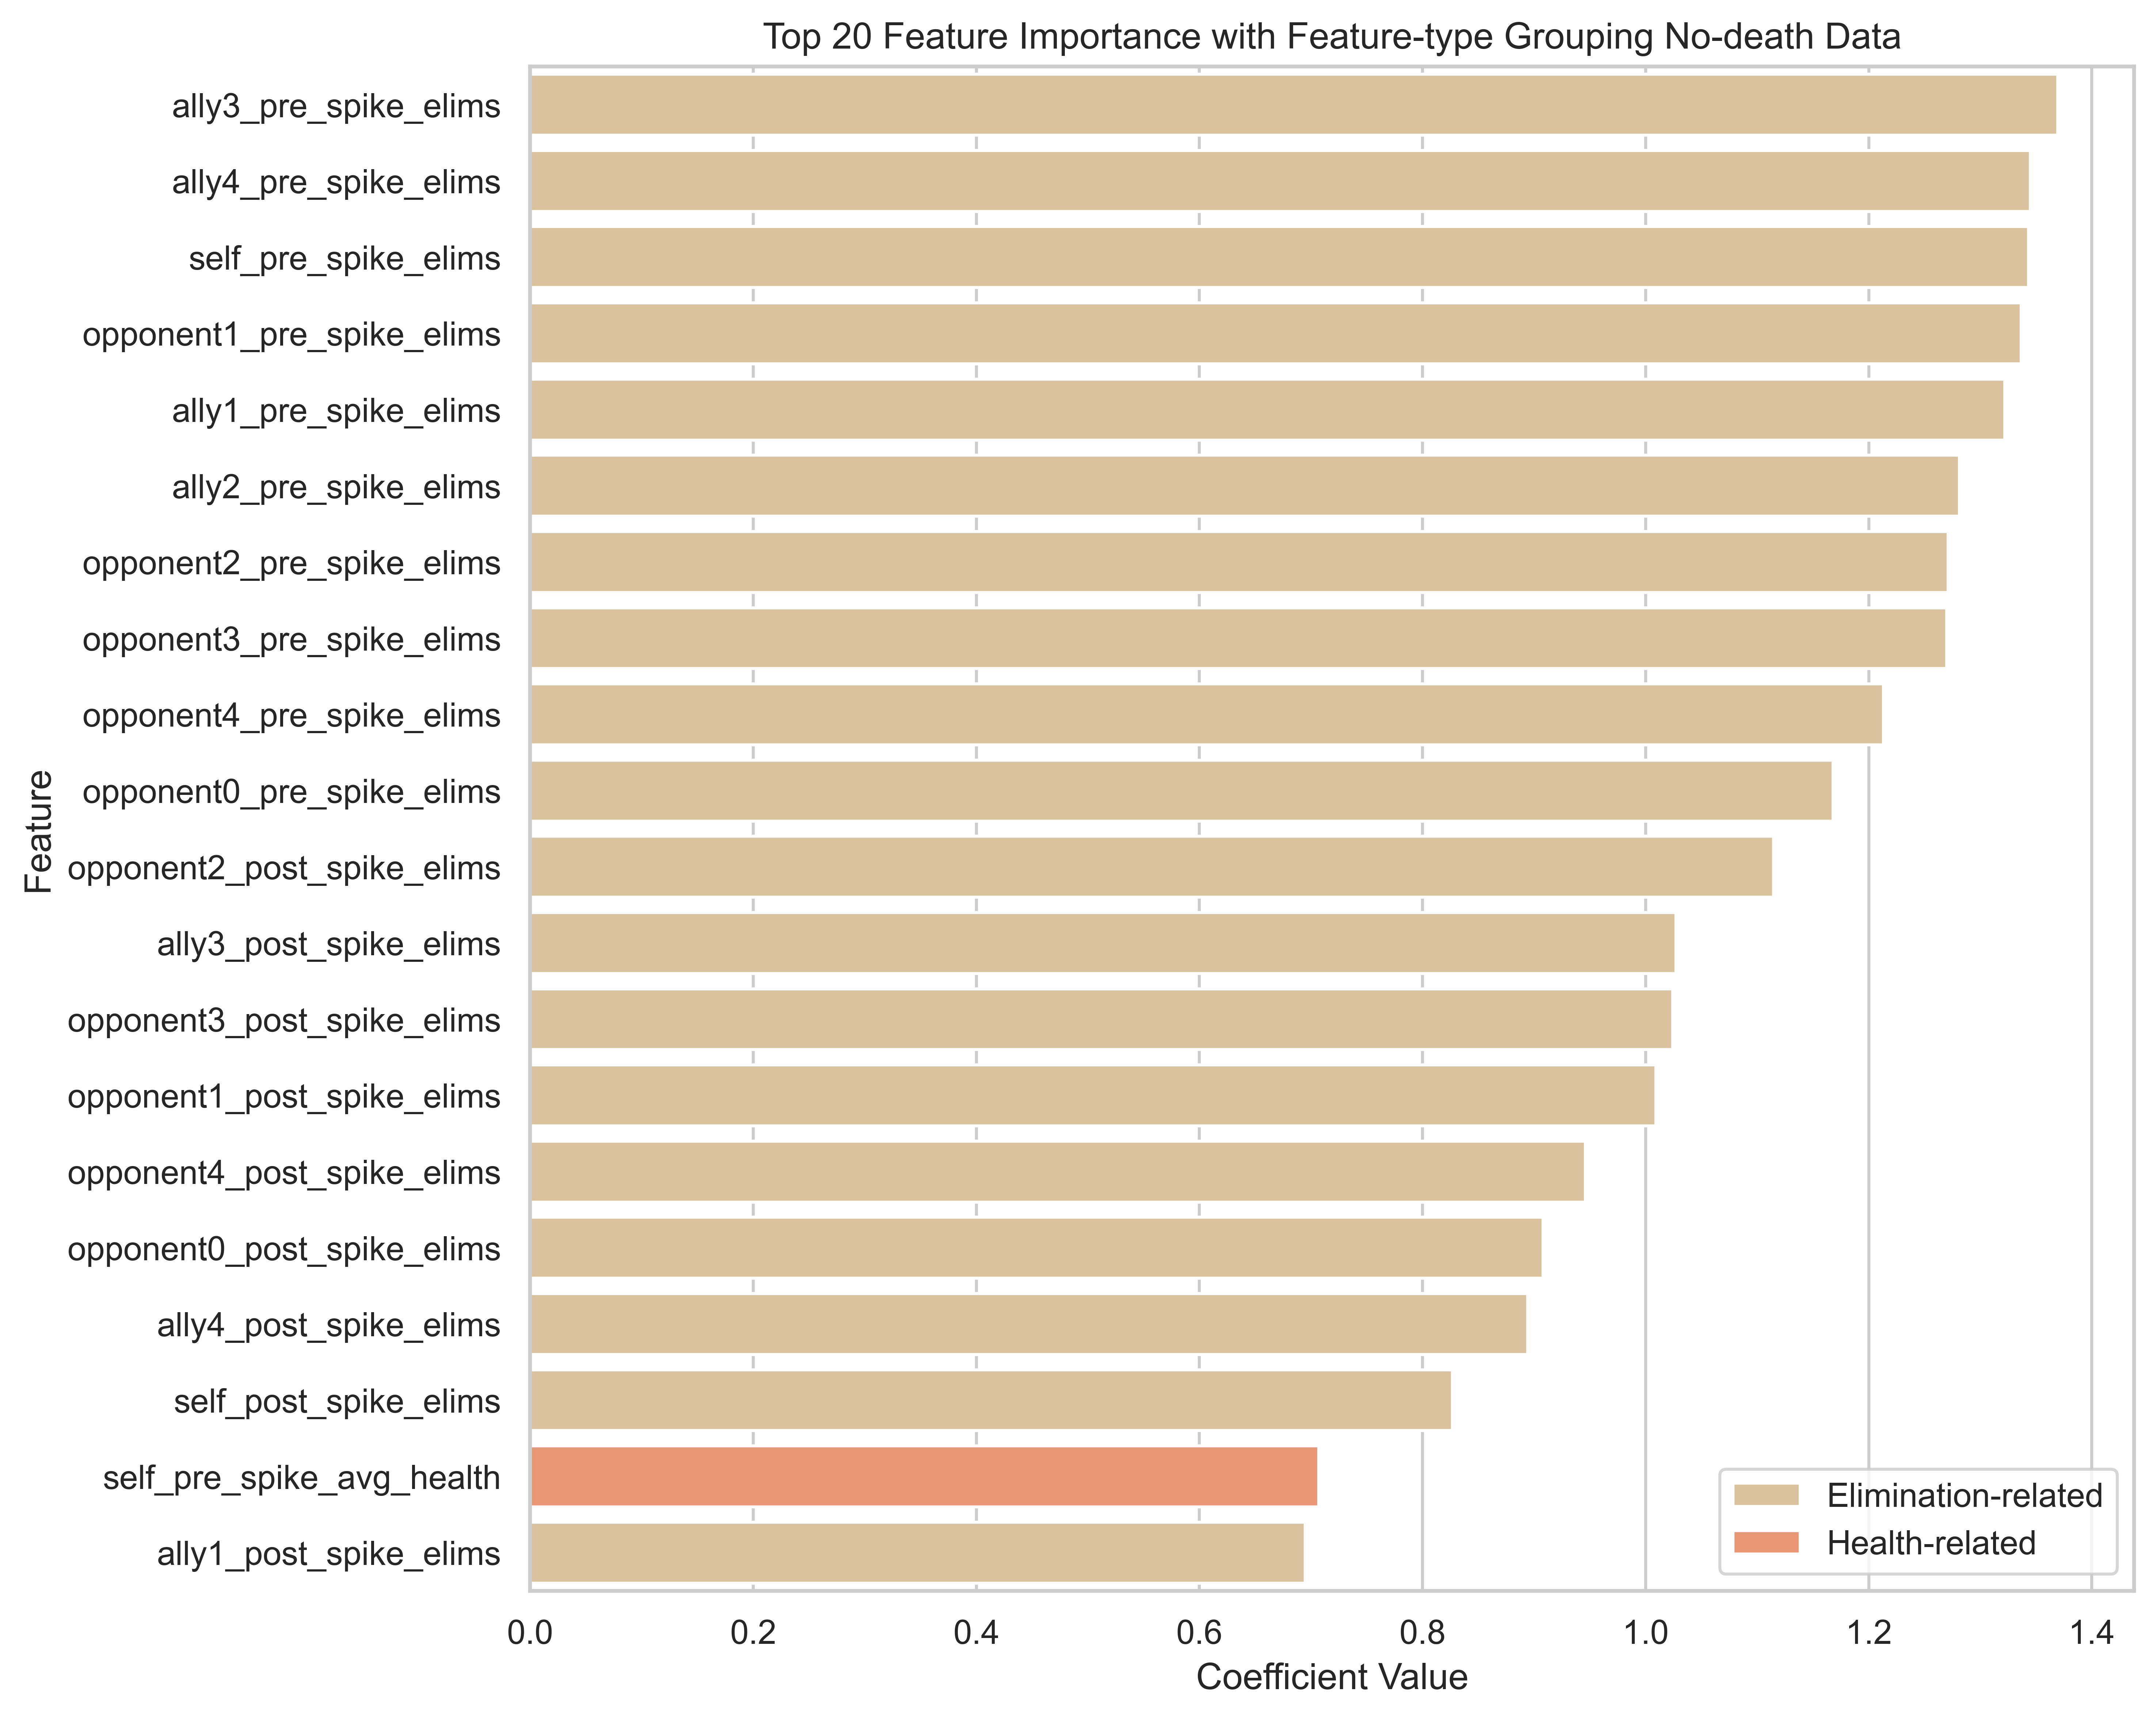 Top 20 Feature Importance with Feature-type Grouping No-death Data
ally3_pre_spike_elims
ally4_pre_spike_elims
self_pre_spike_elims
opponent1_pre_spike_elims
ally1_pre_spike_elims
ally2_pre_spike_elims
opponent2_pre_spike_elims
opponent3_pre_spike_elims
opponent4_pre_spike_elims
opponent0_pre_spike_elims
opponent2_post_spike_elims
ally3_post_spike_elims
opponent3_post_spike_elims
opponent1_post_spike_elims
opponent4_post_spike_elims
opponent0_post_spike_elims
ally4_post_spike_elims
self_post_spike_elims
self_pre_spike_avg_health
ally1_post_spike_elims
Feature
Elimination-related
Health-related
0.0 0.2 0.4 0.6 0.8 1.0 1.2 1.4
Coefficient Value